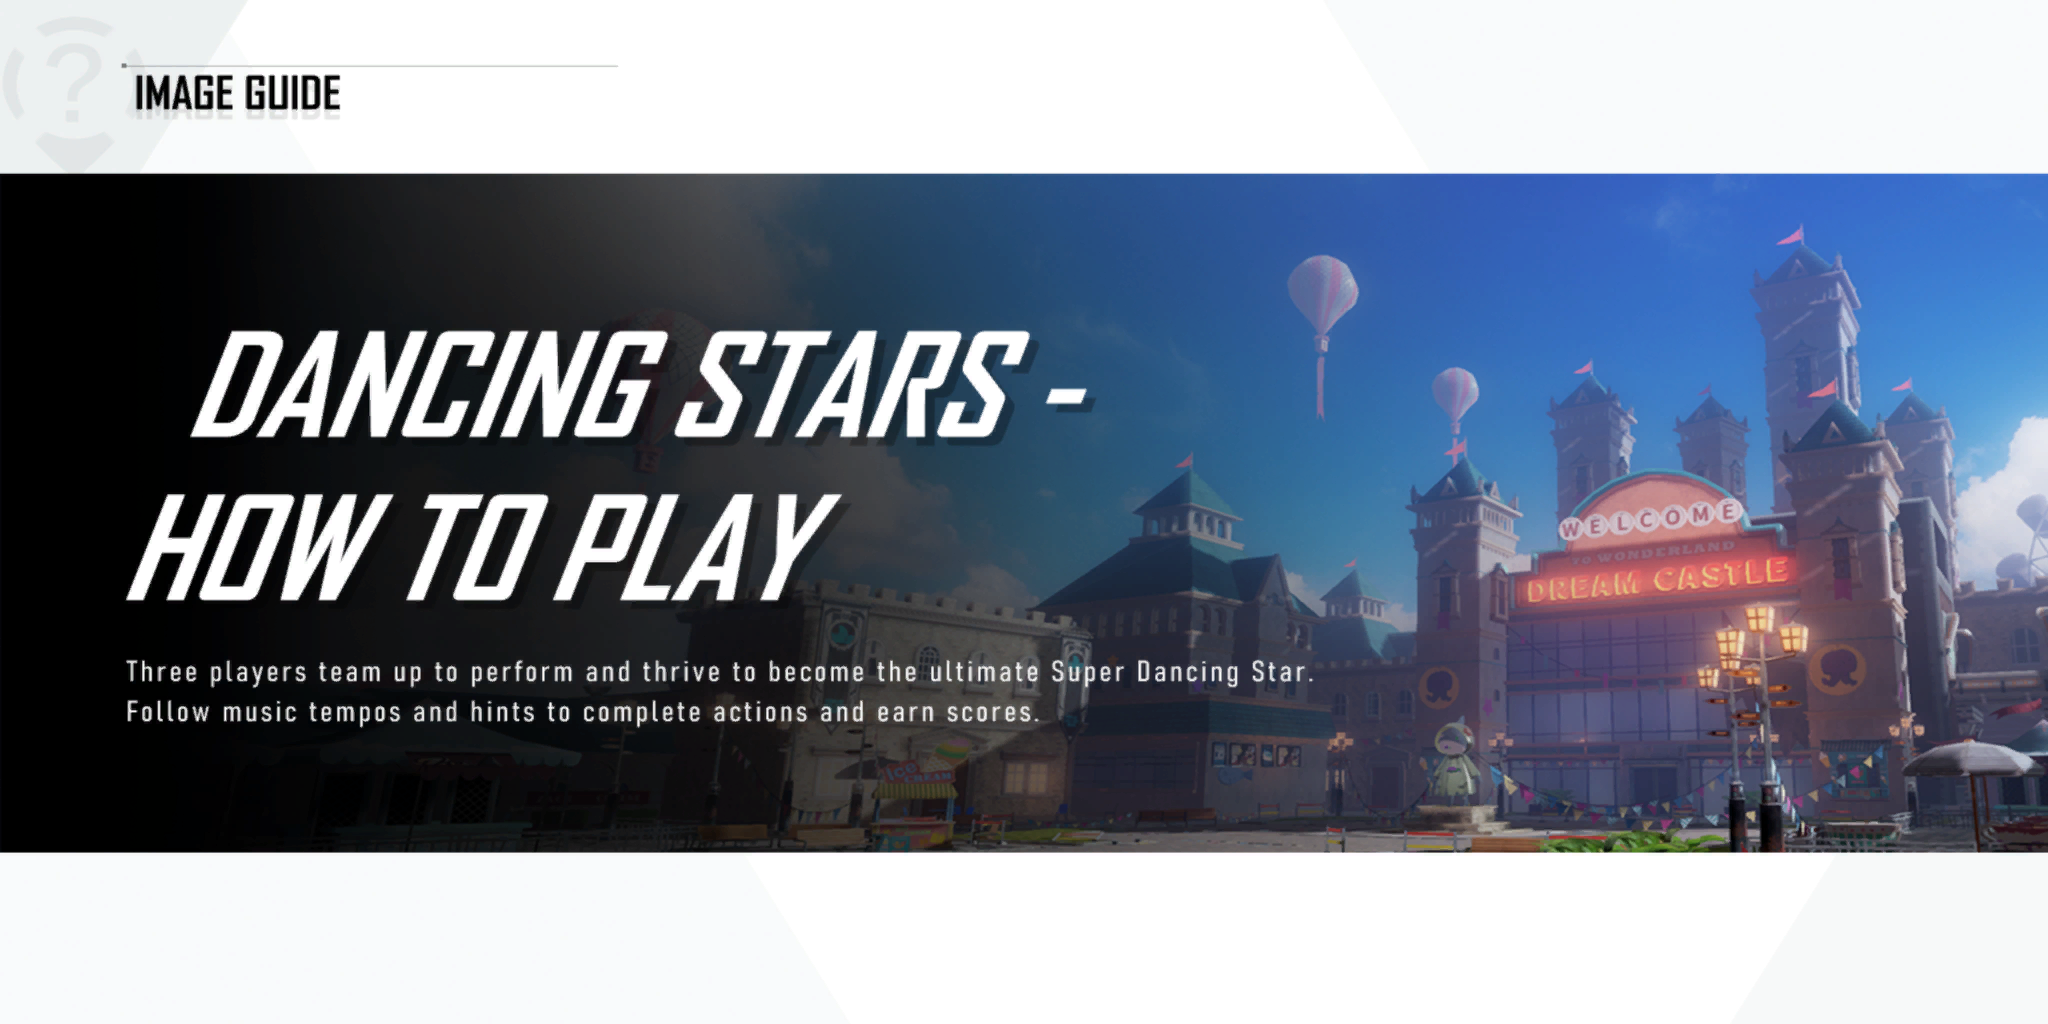 IMAGE GUIDE
DANCING STARS -
HOW TO PLAY
Three players team up to perform and thrive to become the ultimate Super Dancing Star.
Follow music tempos and hints to complete actions and earn scores.
WELCOME
TO WONDERLAND
DREAM CASTLE
Ice
CREAM